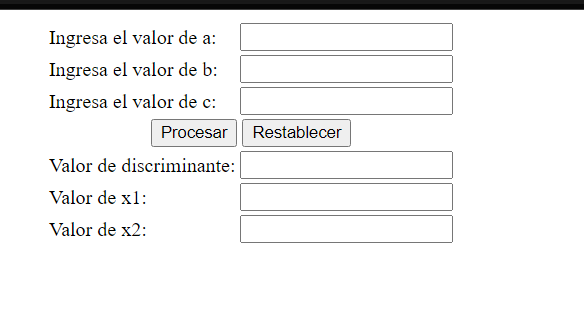 Ingresa el valor de a:
Ingresa el valor de b:
Ingresa el valor de c:
Procesar Restablecer
Valor de discriminante:
Valor de x1:
Valor de x2: